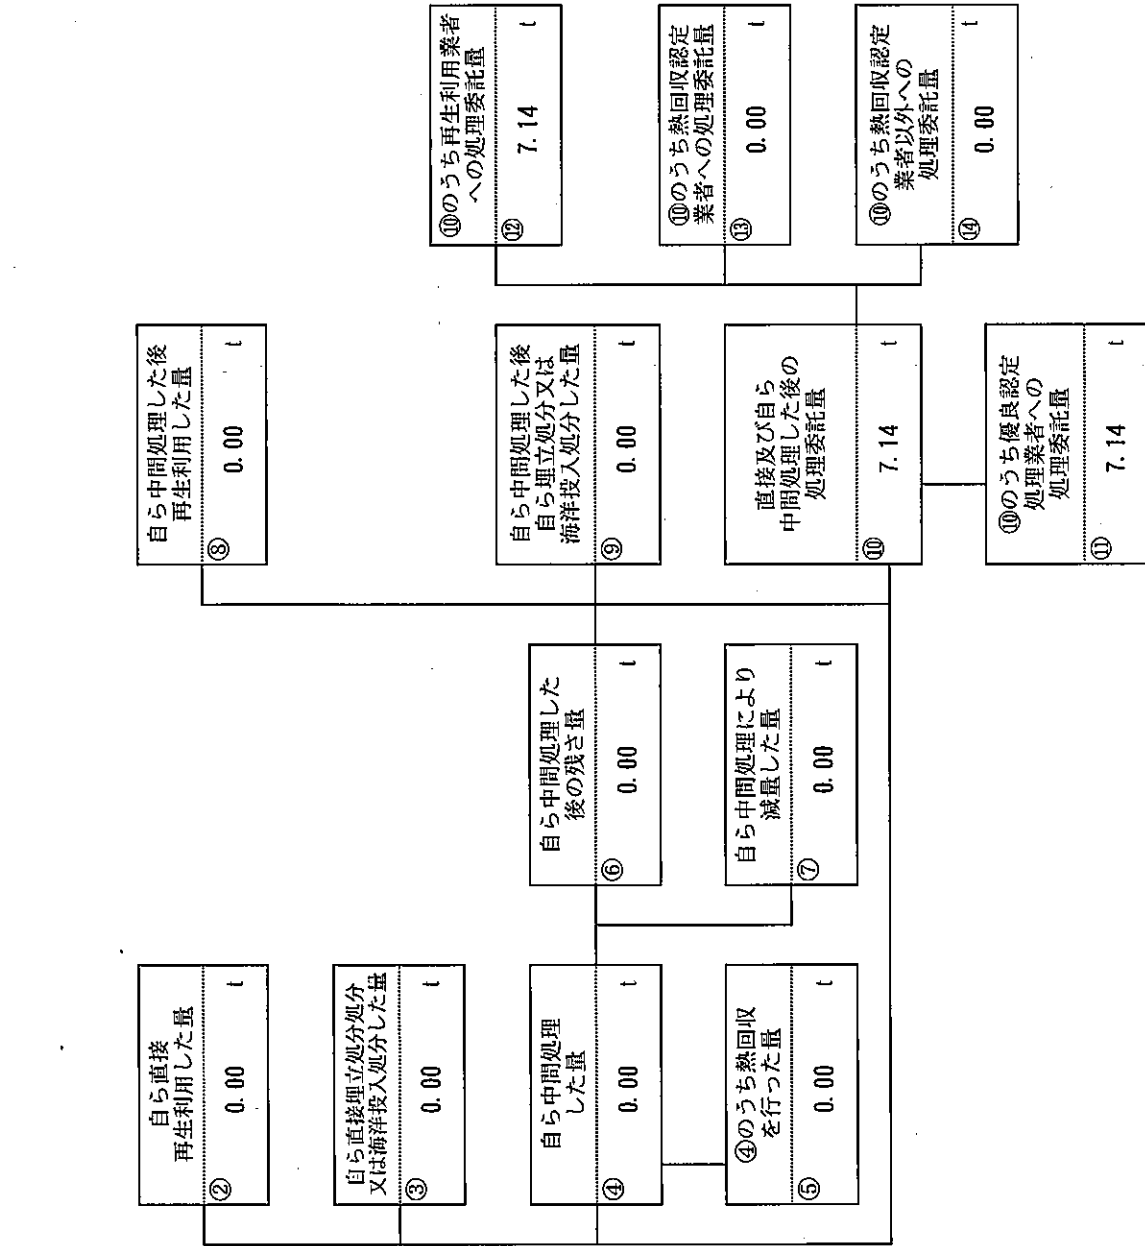 自ら直接
再生利用した量
② 0.00 t
自ら直接埋立処分処分
又は海洋投入処分した量
③ 0.00 t
自ら中間処理
した量
④ 0.00 t
④のうち熱回収
を行った量
⑤ 0.00 t
自ら中間処理した
後の残さ量
⑥ 0.00 t
自ら中間処理により
減量した量
⑦ 0.00 t
自ら中間処理した後
再生利用した量
⑧ 0.00 t
自ら中間処理した後
自ら埋立処分又は
海洋投入処分した量
⑨ 0.00 t
直接及び自ら
中間処理した後の
処理委託量
⑩ 7.14 t
⑩のうち優良認定
処理業者への
処理委託量
⑪ 7.14 t
⑩のうち再生利用業者
への処理委託量
⑫ 7.14 t
⑩のうち熱回収認定
業者への処理委託量
⑬ 0.00 t
⑩のうち熱回収認定
業者以外への
処理委託量
⑭ 0.00 t